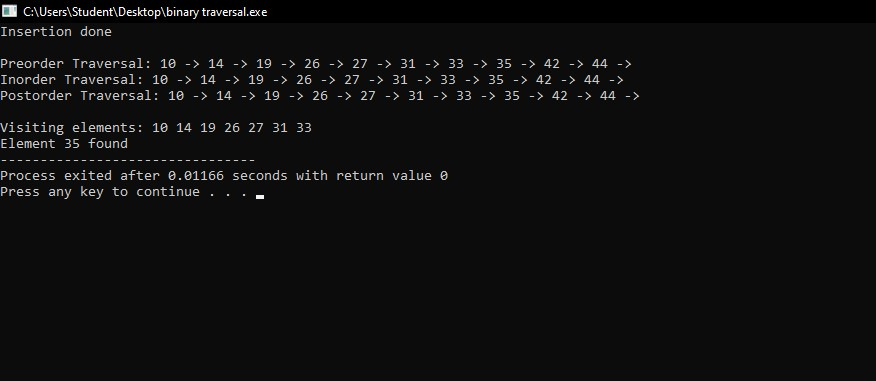 C:\Users\Student\Desktop\binary traversal.exe
Insertion done
Preorder Traversal: 10 -> 14 -> 19 -> 26 -> 27 -> 31 -> 33 -> 35 -> 42 -> 44 ->
Inorder Traversal: 10 -> 14 -> 19 -> 26 -> 27 -> 31 -> 33 -> 35 -> 42 -> 44 ->
Postorder Traversal: 10 -> 14 -> 19 -> 26 -> 27 -> 31 -> 33 -> 35 -> 42 -> 44 ->
Visiting elements: 10 14 19 26 27 31 33
Element 35 found
--------------------------------
Process exited after 0.01166 seconds with return value 0
Press any key to continue . . .